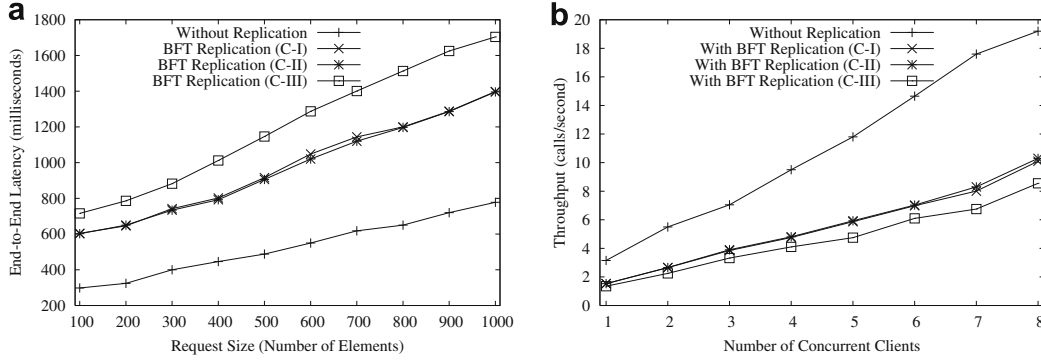 a
1800
1600
1400
1200
1000
800
600
400
200
End-to-End Latency (milliseconds)
Without Replication
BFT Replication (C-I)
BFT Replication (C-II)
BFT Replication (C-III)
100 200 300 400 500 600 700 800 900 1000
Request Size (Number of Elements)
b
20
18
16
14
12
10
8
6
4
2
0
Throughput (calls/second)
Without Replication
With BFT Replication (C-I)
With BFT Replication (C-II)
With BFT Replication (C-III)
1 2 3 4 5 6 7 8
Number of Concurrent Clients